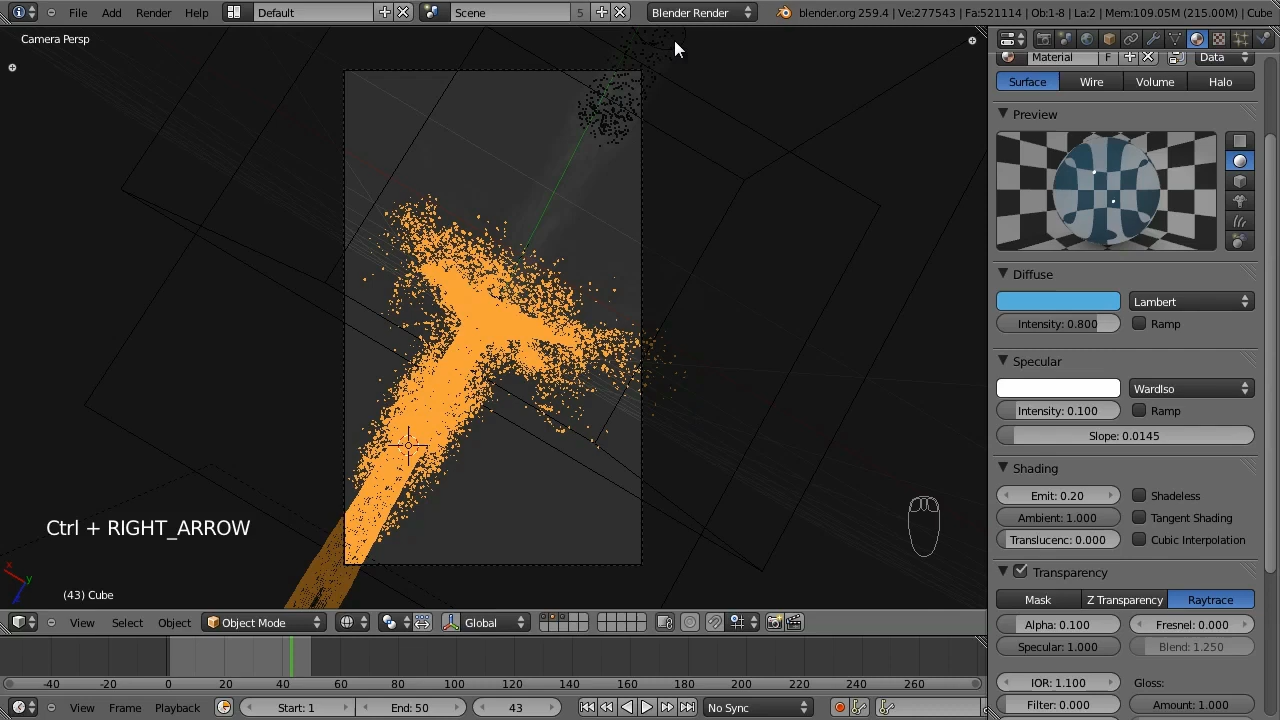 File Add Render Help Default Scene 5 Blender Render blender.org 259.4 | Ve:277543 | Fa:521114 | Ob:1-8 | La:2 | Mem:109.05M (215.00M) | Cube
Camera Persp
Material F Data
Surface Wire Volume Halo
Preview
Diffuse
Lambert
Intensity: 0.800 Ramp
Specular
WardIso
Intensity: 0.100 Ramp
Slope: 0.0145
Shading
Emit: 0.20 Shadeless
Ambient: 1.000 Tangent Shading
Translucenc: 0.000 Cubic Interpolation
Transparency
Mask Z Transparency Raytrace
Alpha: 0.100 Fresnel: 0.000
Specular: 1.000 Blend: 1.250
IOR: 1.100 Gloss:
Filter: 0.000 Amount: 1.000
Ctrl + RIGHT_ARROW
x y z
(43) Cube
View Select Object Object Mode Global
-40 -20 0 20 40 60 80 100 120 140 160 180 200 220 240 260
View Frame Playback Start: 1 End: 50 43 No Sync